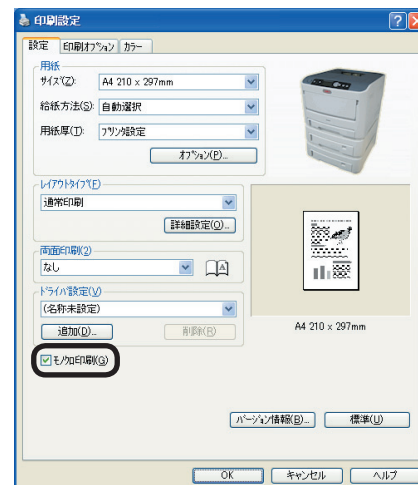 印刷設定
設定 印刷ｵﾌﾟｼｮﾝ ｶﾗｰ
用紙
ｻｲｽﾞ(Z): A4 210 x 297mm
給紙方法(S): 自動選択
用紙厚(T): ﾌﾟﾘﾝﾀ設定
ｵﾌﾟｼｮﾝ(P)...
ﾚｲｱｳﾄﾀｲﾌﾟ(E)
通常印刷
詳細設定(O)...
両面印刷(2)
なし
A
ﾄﾞﾗｲﾊﾞ設定(V)
(名称未設定)
追加(D)...
削除(R)
A4 210 x 297mm
ﾓﾉｸﾛ印刷(G)
ﾊﾞｰｼﾞｮﾝ情報(B)...
標準(U)
OK
キャンセル
ヘルプ